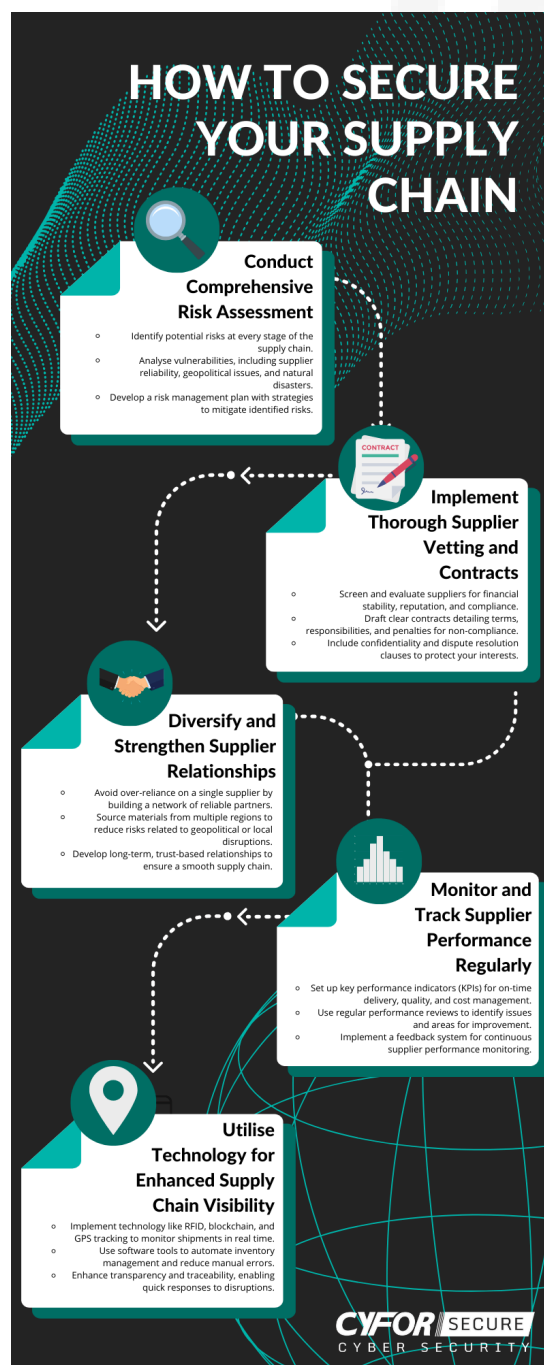 HOW TO SECURE
YOUR SUPPLY
CHAIN
Conduct
Comprehensive
Risk Assessment
Identify potential risks at every stage of the
supply chain.
Analyse vulnerabilities, including supplier
reliability, geopolitical issues, and natural
disasters.
Develop a risk management plan with strategies
to mitigate identified risks.
CONTRACT
Implement
Thorough Supplier
Vetting and
Contracts
Screen and evaluate suppliers for financial
stability, reputation, and compliance.
Draft clear contracts detailing terms,
responsibilities, and penalties for non-compliance.
Include confidentiality and dispute resolution
clauses to protect your interests.
Diversify and
Strengthen Supplier
Relationships
Avoid over-reliance on a single supplier by
building a network of reliable partners.
Source materials from multiple regions to
reduce risks related to geopolitical or local
disruptions.
Develop long-term, trust-based relationships to
ensure a smooth supply chain.
Monitor and
Track Supplier
Performance
Regularly
Set up key performance indicators (KPIs) for on-time
delivery, quality, and cost management.
Use regular performance reviews to identify issues
and areas for improvement.
Implement a feedback system for continuous
supplier performance monitoring.
Utilise
Technology for
Enhanced Supply
Chain Visibility
Implement technology like RFID, blockchain, and
GPS tracking to monitor shipments in real time.
Use software tools to automate inventory
management and reduce manual errors.
Enhance transparency and traceability, enabling
quick responses to disruptions.
CYFOR SECURE
CYBER SECURITY